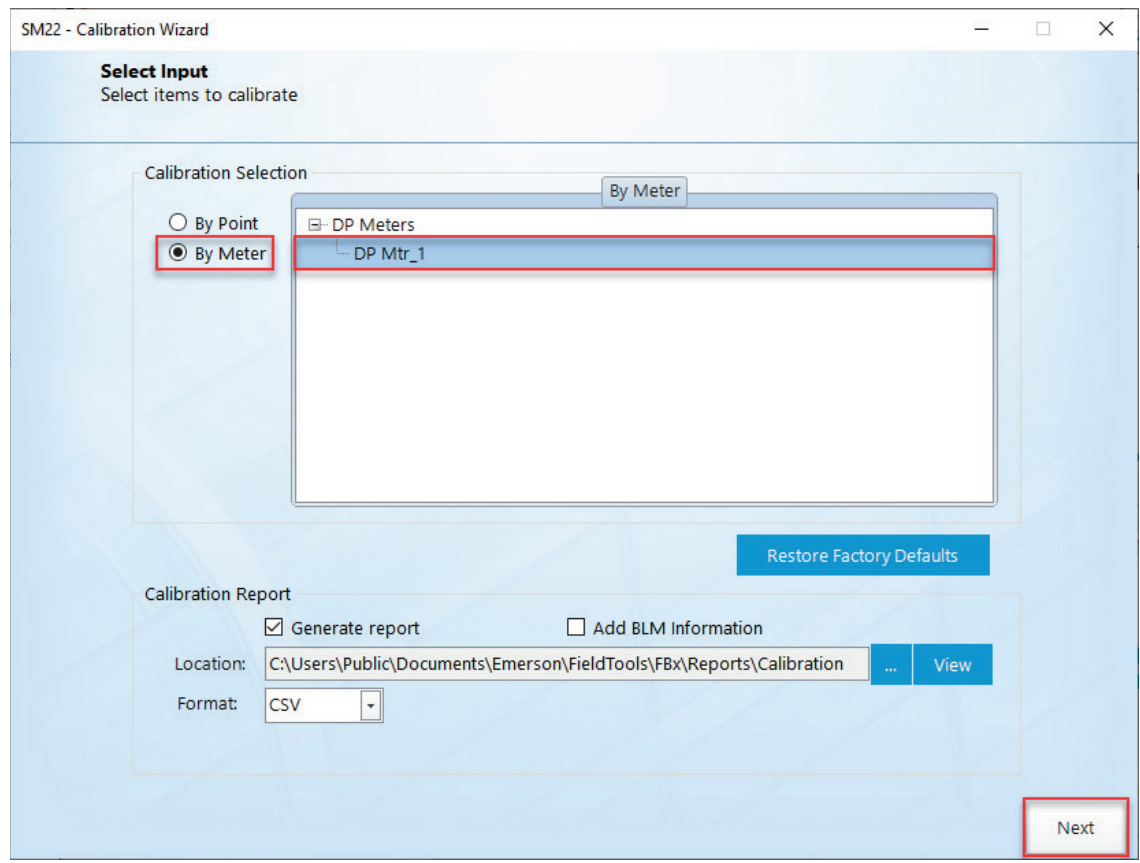 SM22 - Calibration Wizard
Select Input
Select items to calibrate
Calibration Selection
By Meter
By Point
DP Meters
By Meter
DP Mtr_1
Restore Factory Defaults
Calibration Report
Generate report
Add BLM Information
Location: C:\Users\Public\Documents\Emerson\FieldTools\FBx\Reports\Calibration ... View
Format: CSV
Next